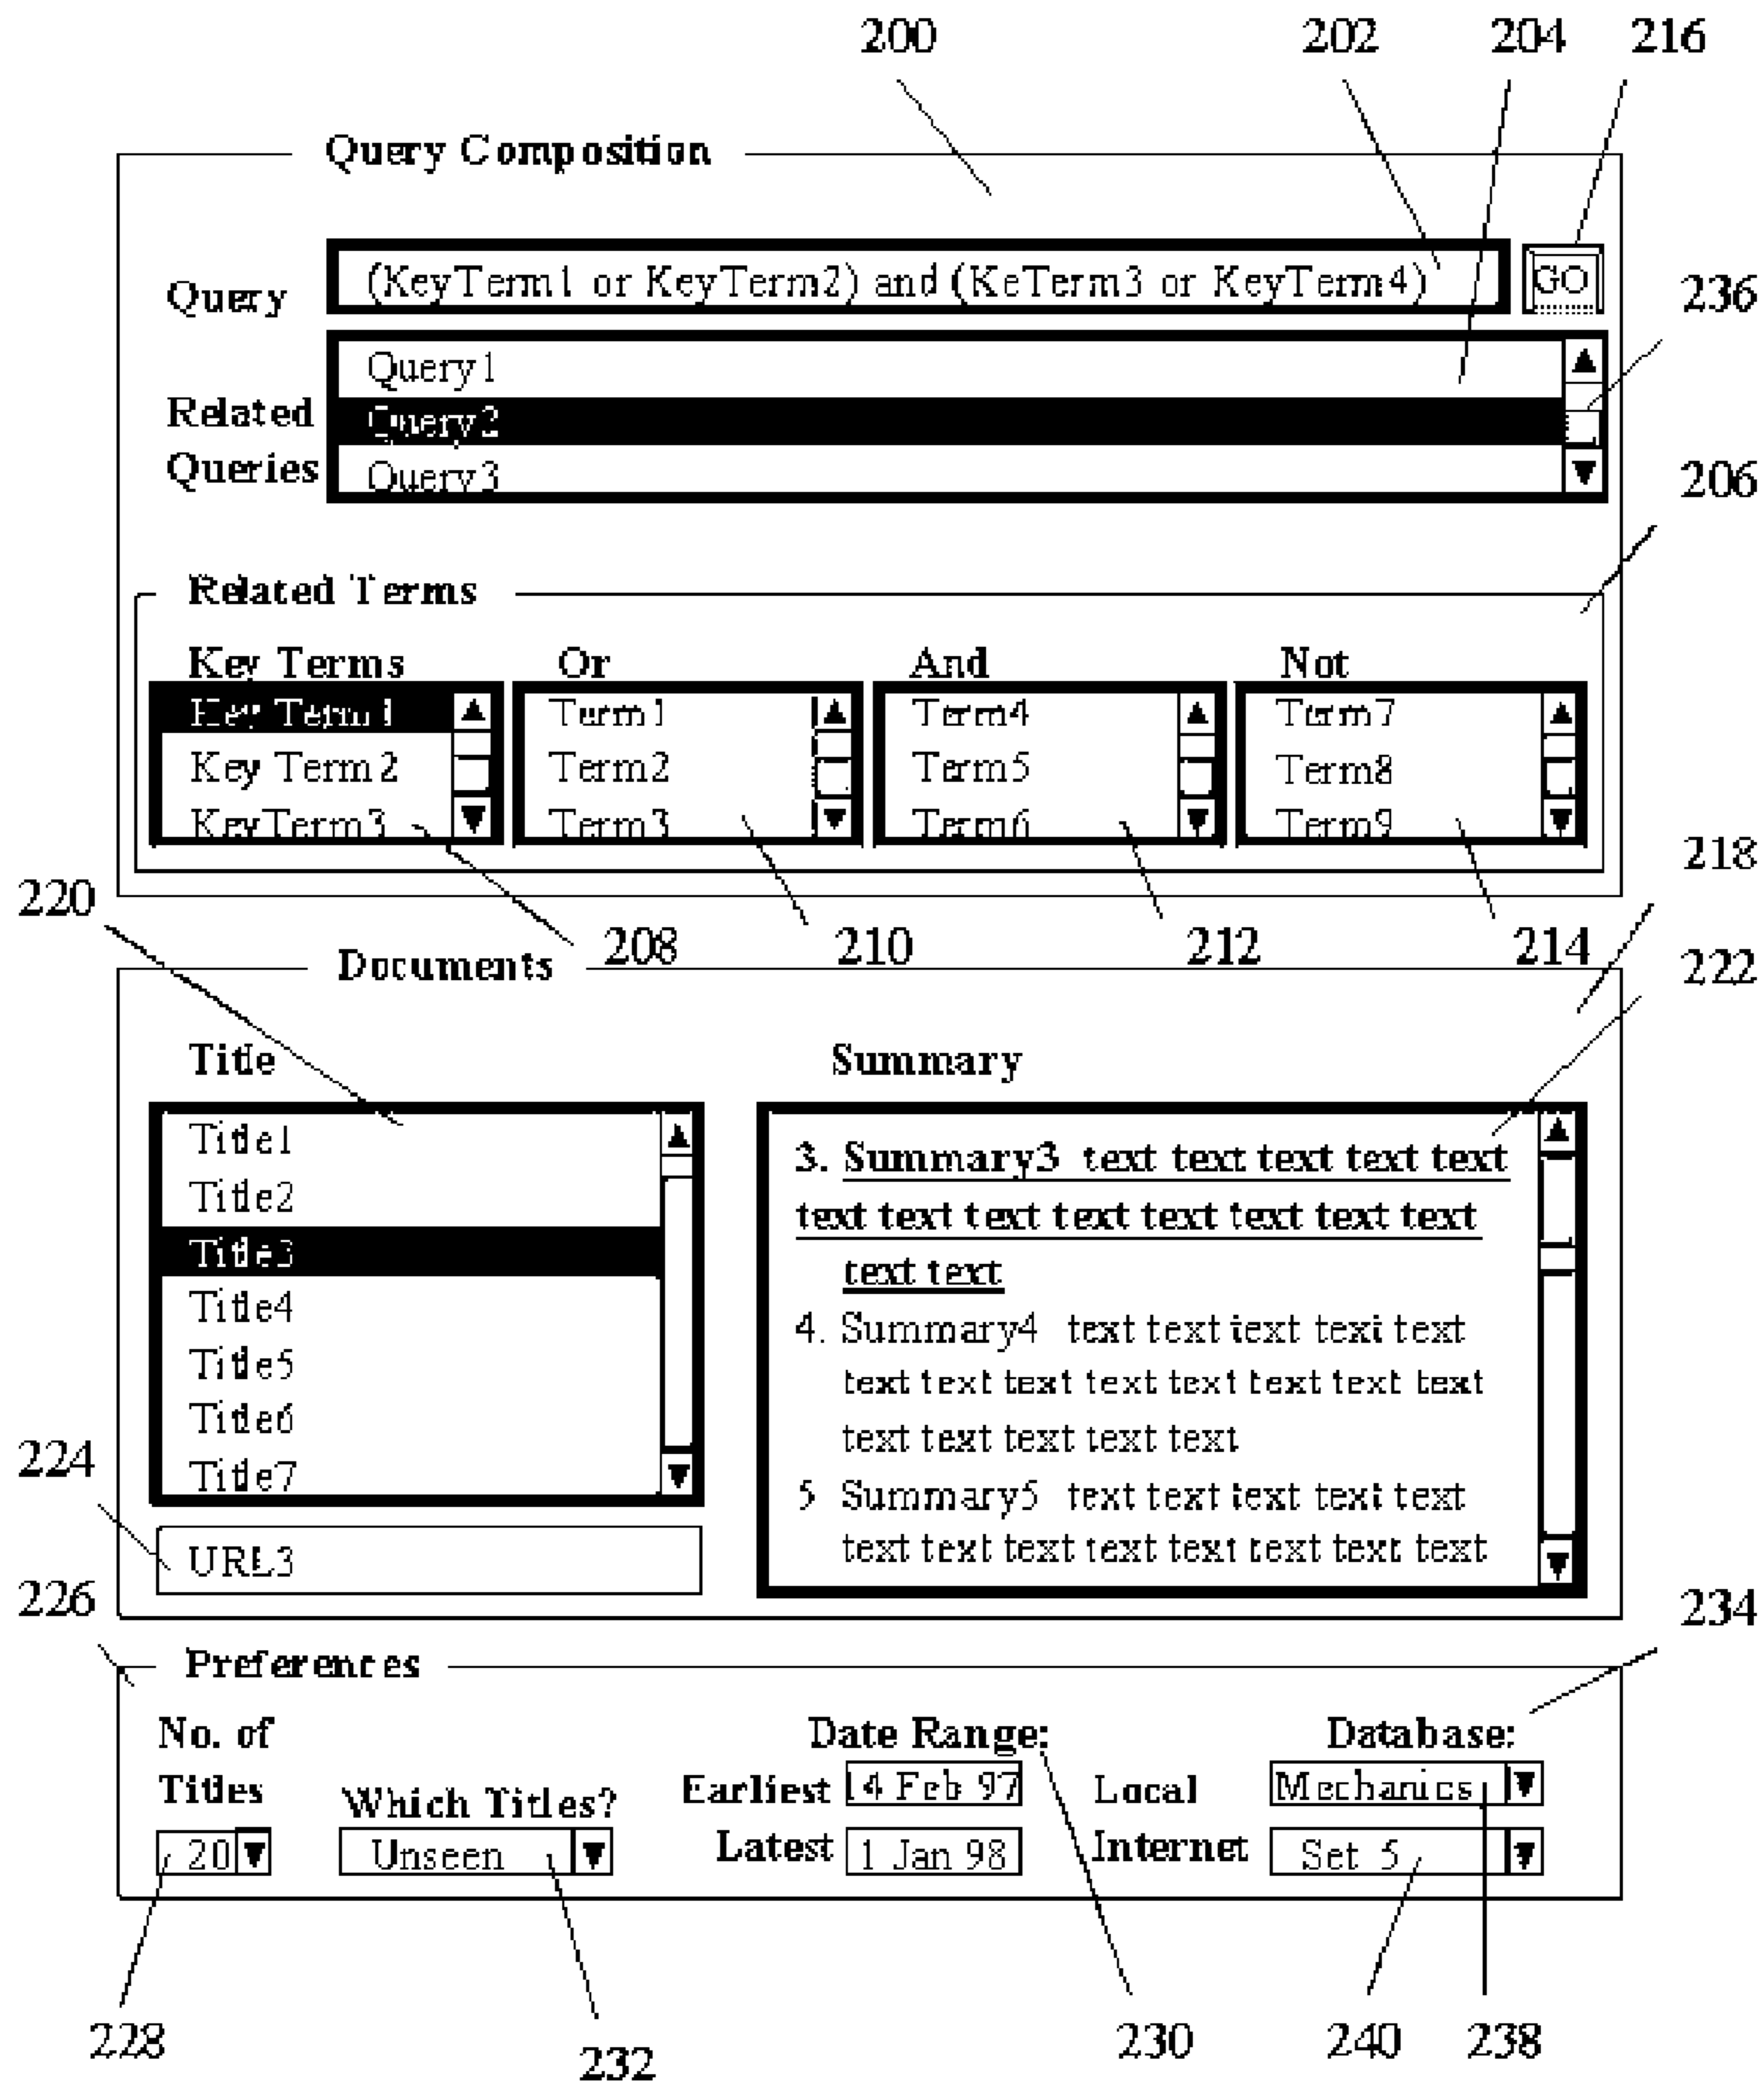 200 202 204 216
Query Composition
Query (KeyTerm1 or KeyTerm2) and (KeTerm3 or KeyTerm4) GO
236
Related Queries
Query1
Query2
Query3
206
Related Terms
Key Terms Or And Not
Key Term1 Term1 Term4 Term7
Key Term2 Term2 Term5 Term8
KeyTerm3 Term3 Term6 Term9
218
220 208 210 212 214 222
Documents
Title Summary
Title1
Title2
Title3
Title4
Title5
Title6
Title7
3. Summary3 text text text text text
text text text text text text text text
text text
4. Summary4 text text text text text
text text text text text text text text
text text text text text
5 Summary5 text text text text text
text text text text text text text text
224
URL3
226 234
Preferences
No. of Titles
20
Which Titles?
Unseen
Date Range:
Earliest 14 Feb 97
Latest 1 Jan 98
Database:
Local Mechanics
Internet Set 5
228 232 230 240 238